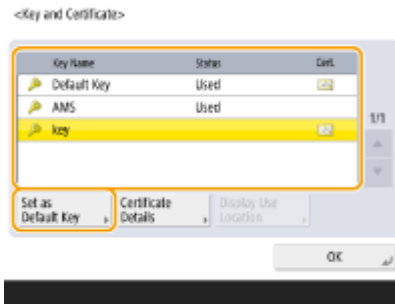 <Key and Certificate>
Key Name Status Cert.
Default Key Used
AMS Used
key
1/1
Set as Default Key
Certificate Details
Display Use Location
OK